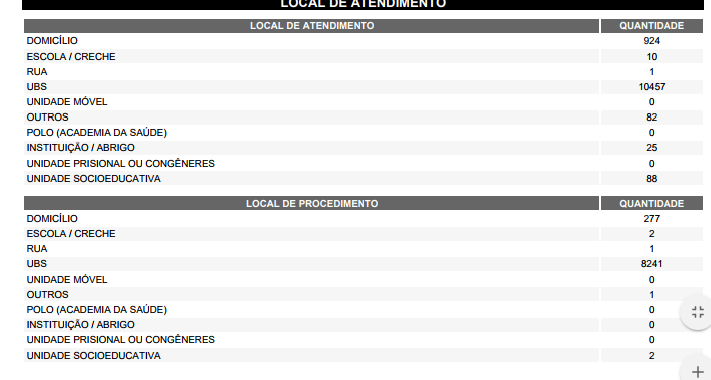 LOCAL DE ATENDIMENTO
LOCAL DE ATENDIMENTO QUANTIDADE
DOMICÍLIO 924
ESCOLA / CRECHE 10
RUA 1
UBS 10457
UNIDADE MÓVEL 0
OUTROS 82
POLO (ACADEMIA DA SAÚDE) 0
INSTITUIÇÃO / ABRIGO 25
UNIDADE PRISIONAL OU CONGÊNERES 0
UNIDADE SOCIOEDUCATIVA 88
LOCAL DE PROCEDIMENTO QUANTIDADE
DOMICÍLIO 277
ESCOLA / CRECHE 2
RUA 1
UBS 8241
UNIDADE MÓVEL 0
OUTROS 1
POLO (ACADEMIA DA SAÚDE) 0
INSTITUIÇÃO / ABRIGO 0
UNIDADE PRISIONAL OU CONGÊNERES 0
UNIDADE SOCIOEDUCATIVA 2